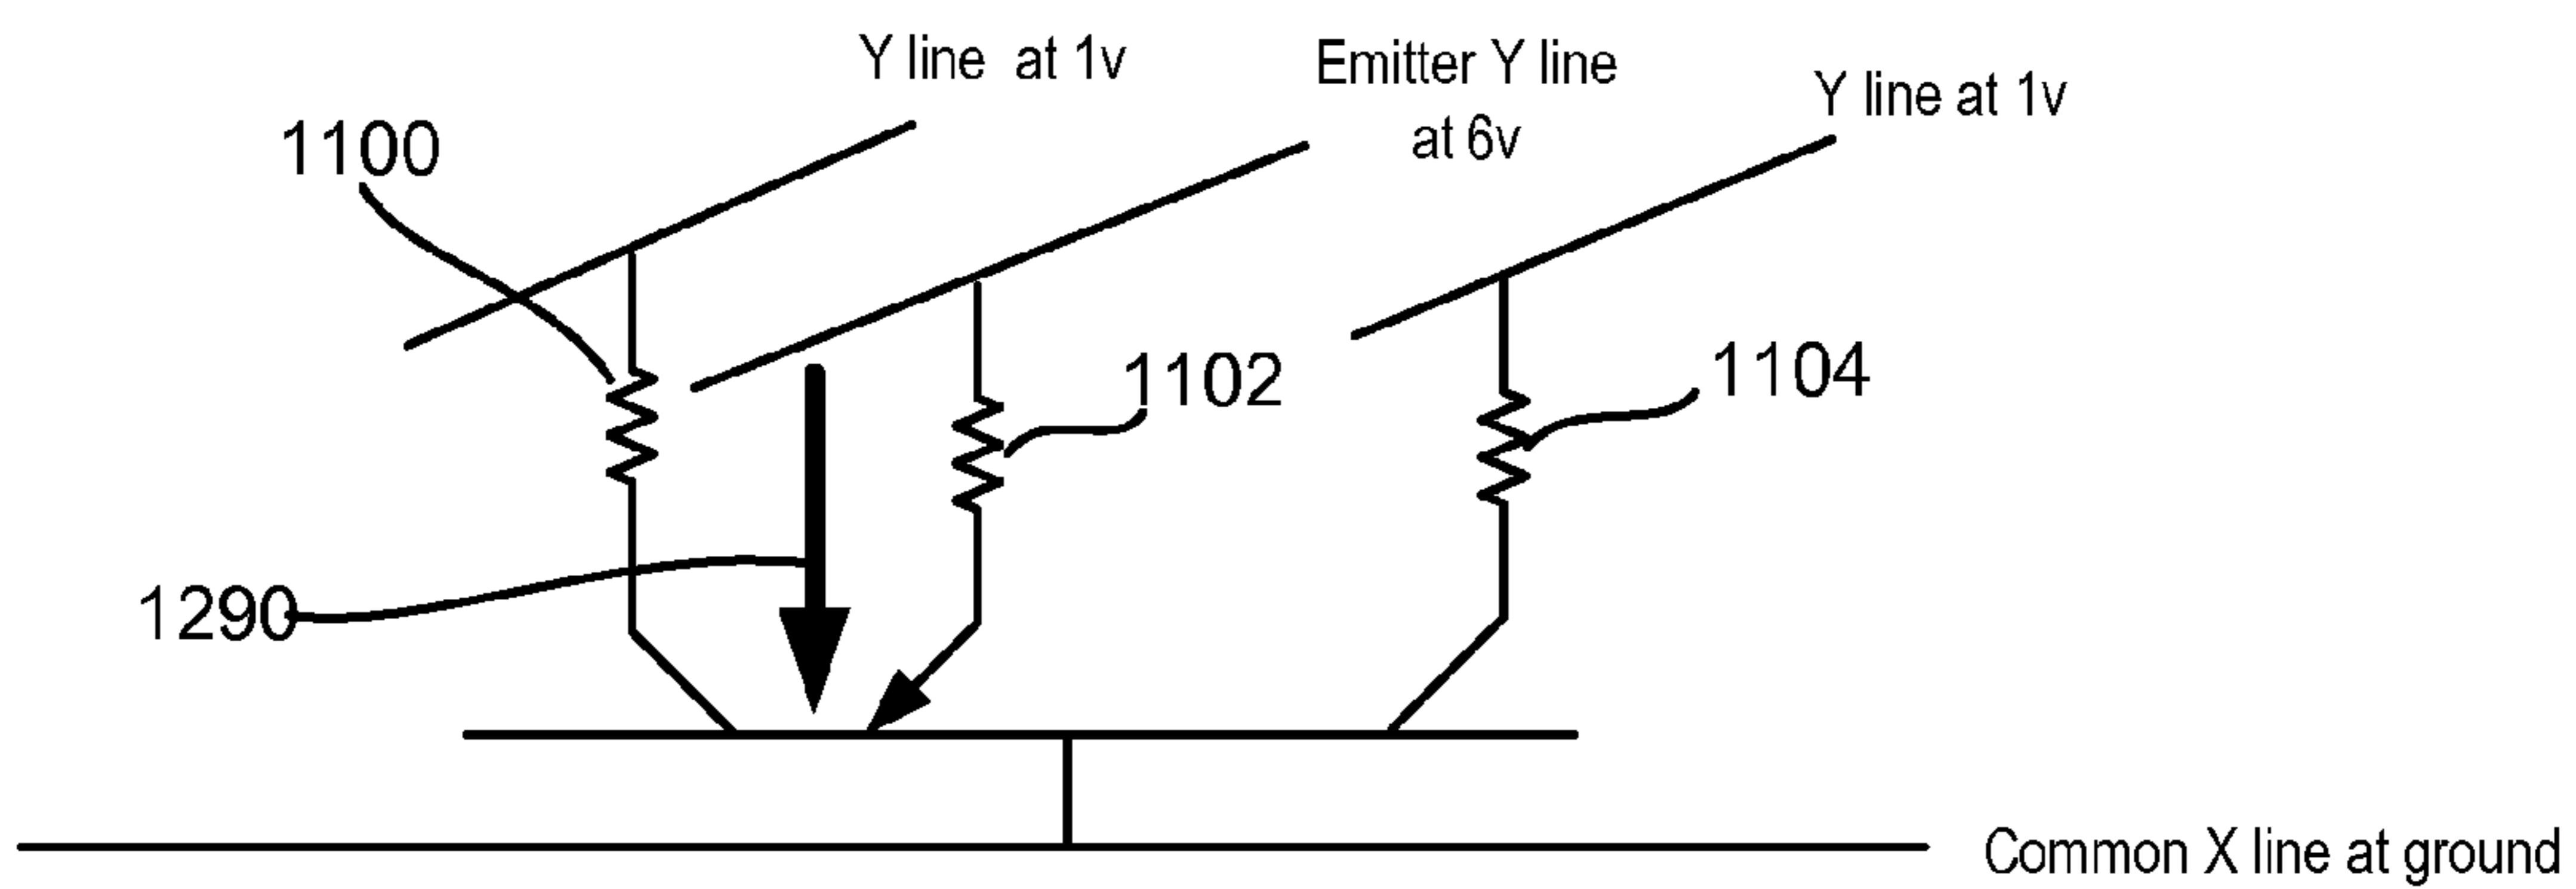 Y line at 1v
Emitter Y line
at 6v
Y line at 1v
1100
1102
1104
1290
Common X line at ground